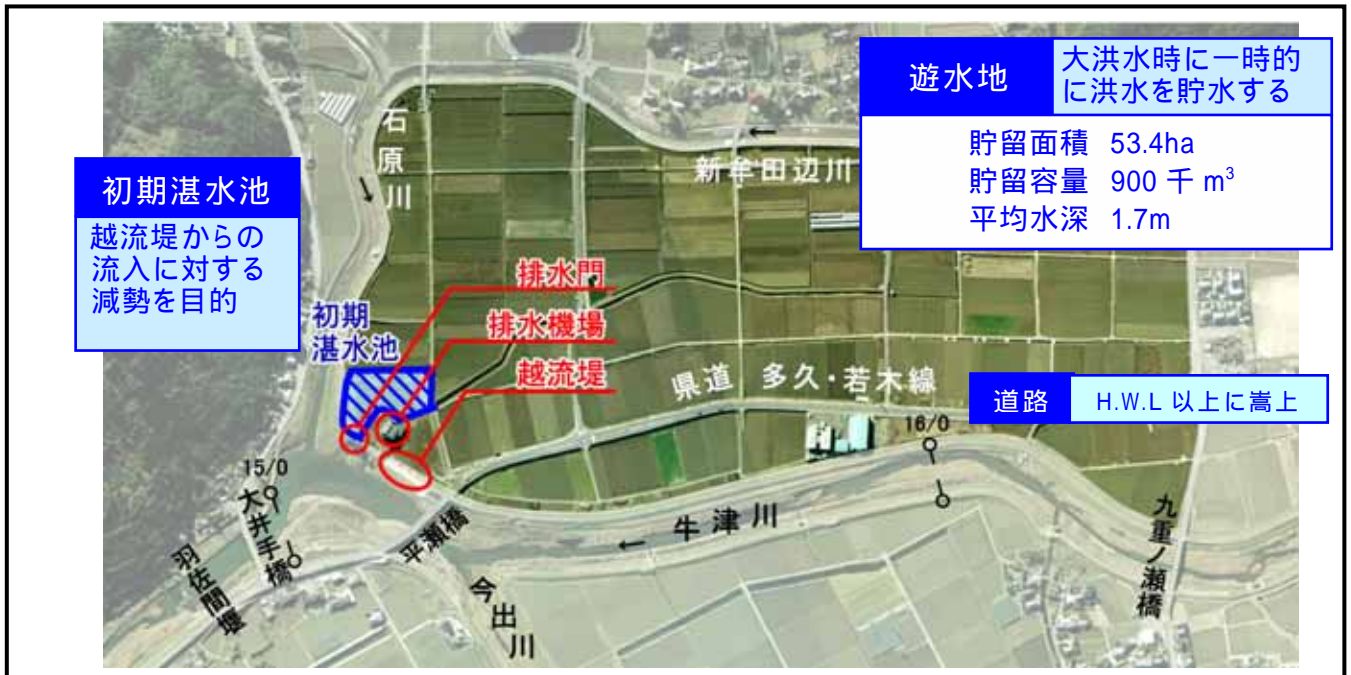 遊水地
大洪水時に一時的
に洪水を貯水する
貯留面積 53.4ha
貯留容量 900 千 m³
平均水深 1.7m
石原川
新牟田辺川
初期湛水池
越流堤からの
流入に対する
減勢を目的
排水門
排水機場
越流堤
初期
湛水池
県道 多久・若木線
道路 H.W.L 以上に嵩上
16/0
15/0
大井手橋
羽佐間堰
平瀬橋
牛津川
今出川
九重ノ瀬橋